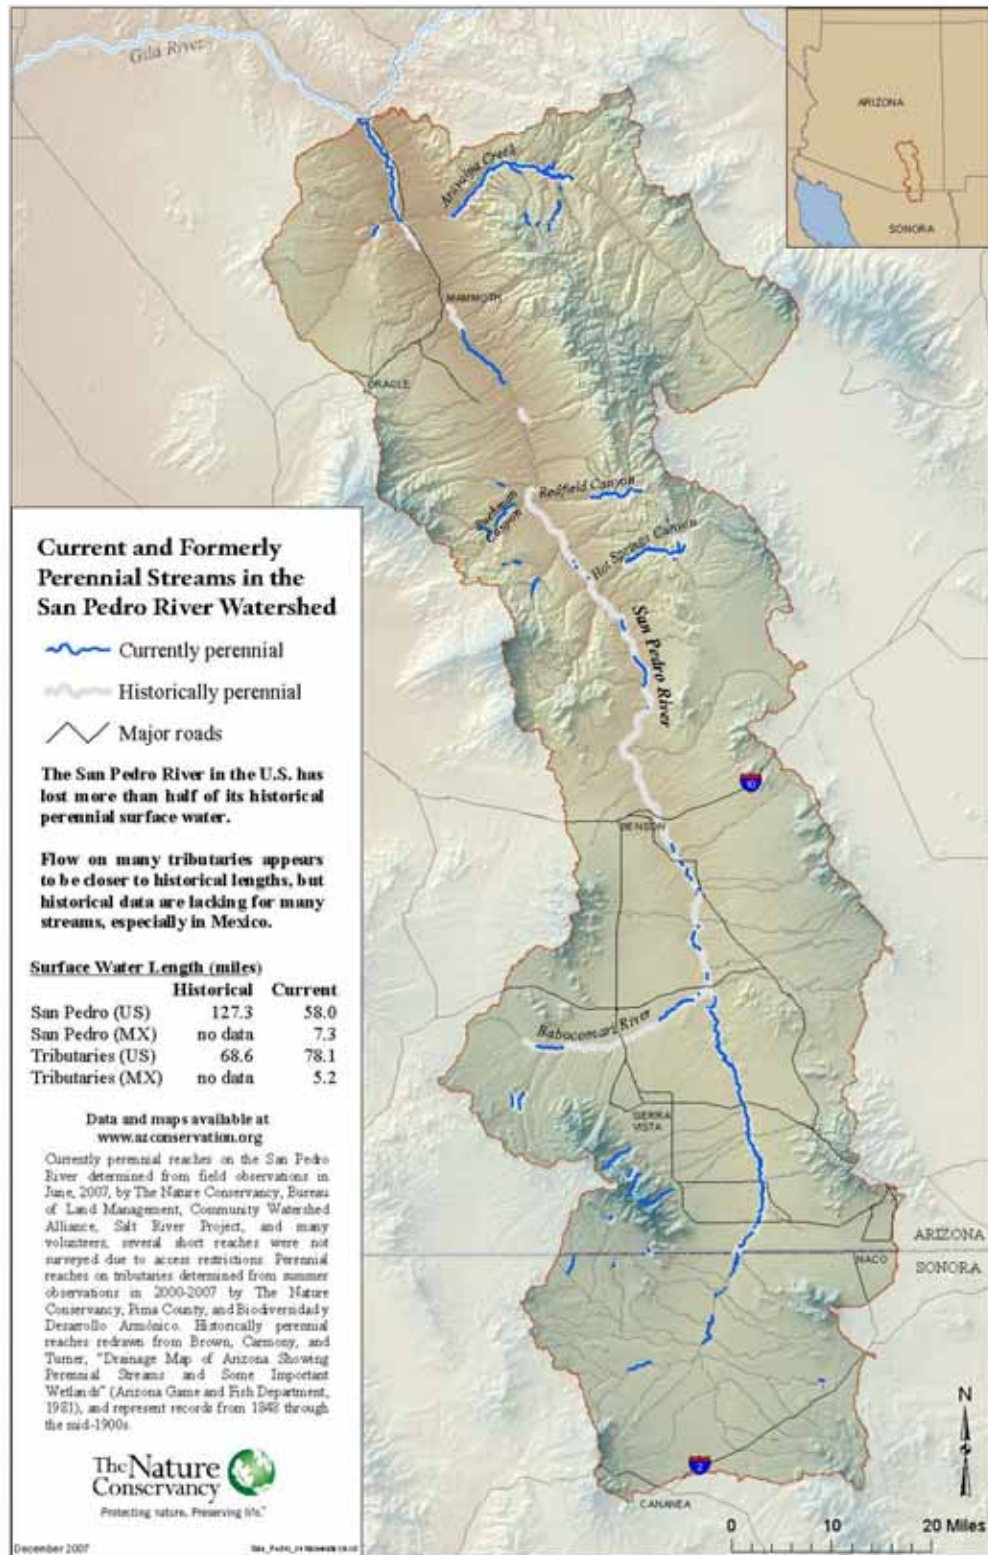 Gila River
ARIZONA
SONORA
Aravaipa Creek
MAMMOTH
ORACLE
Redfield Canyon
Buehman
Canyon
Hot Springs Canyon
San Pedro River
10
BENSON
Babocomari River
SIERRA
VISTA
ARIZONA
NACO
SONORA
2
CANANEA
N
0 10 20 Miles
Current and Formerly
Perennial Streams in the
San Pedro River Watershed
Currently perennial
Historically perennial
Major roads
The San Pedro River in the U.S. has
lost more than half of its historical
perennial surface water.
Flow on many tributaries appears
to be closer to historical lengths, but
historical data are lacking for many
streams, especially in Mexico.
Surface Water Length (miles)
Historical Current
San Pedro (US) 127.3 58.0
San Pedro (MX) no data 7.3
Tributaries (US) 68.6 78.1
Tributaries (MX) no data 5.2
Data and maps available at
www.azconservation.org
Currently perennial reaches on the San Pedro
River determined from field observations in
June, 2007, by The Nature Conservancy, Bureau
of Land Management, Community Watershed
Alliance, Salt River Project, and many
volunteers, several short reaches were not
surveyed due to access restrictions. Perennial
reaches on tributaries determined from summer
observations in 2000-2007 by The Nature
Conservancy, Pima County, and Biodiversidad y
Desarrollo Armónico. Historically perennial
reaches redrawn from Brown, Carmony, and
Turner, "Drainage Map of Arizona Showing
Perennial Streams and Some Important
Wetlands" (Arizona Game and Fish Department,
1981), and represent records from 1848 through
the mid-1900s.
The Nature
Conservancy
Protecting nature. Preserving life.™
December 2007